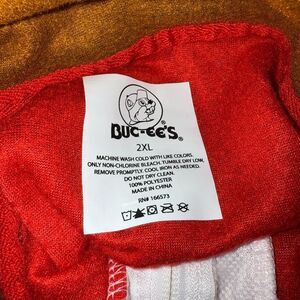 BUC-EE'S
2XL
MACHINE WASH COLD WITH LIKE COLORS.
ONLY NON-CHLORINE BLEACH. TUMBLE DRY LOW,
REMOVE PROMPTLY. COOL IRON AS NEEDED.
DO NOT DRY CLEAN.
100% POLYESTER
MADE IN CHINA
RN# 166573